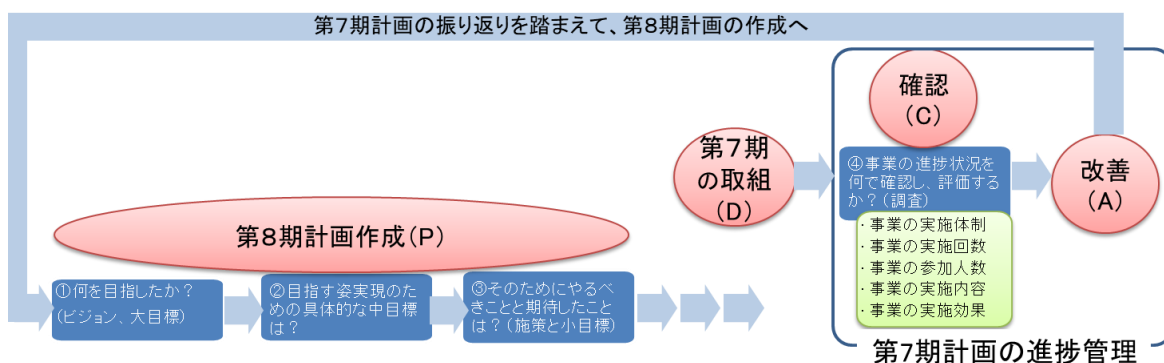 第7期計画の振り返りを踏まえて、第8期計画の作成へ
確認
(C)
第7期
の取組
(D)
④事業の進捗状況を
何で確認し、評価する
か？(調査)
改善
(A)
・事業の実施体制
・事業の実施回数
・事業の参加人数
・事業の実施内容
・事業の実施効果
第7期計画の進捗管理
第8期計画作成(P)
①何を目指したか？
(ビジョン、大目標)
②目指す姿実現のた
めの具体的な中目標
は？
③そのためにやるべ
きことと期待したこと
は？(施策と小目標)